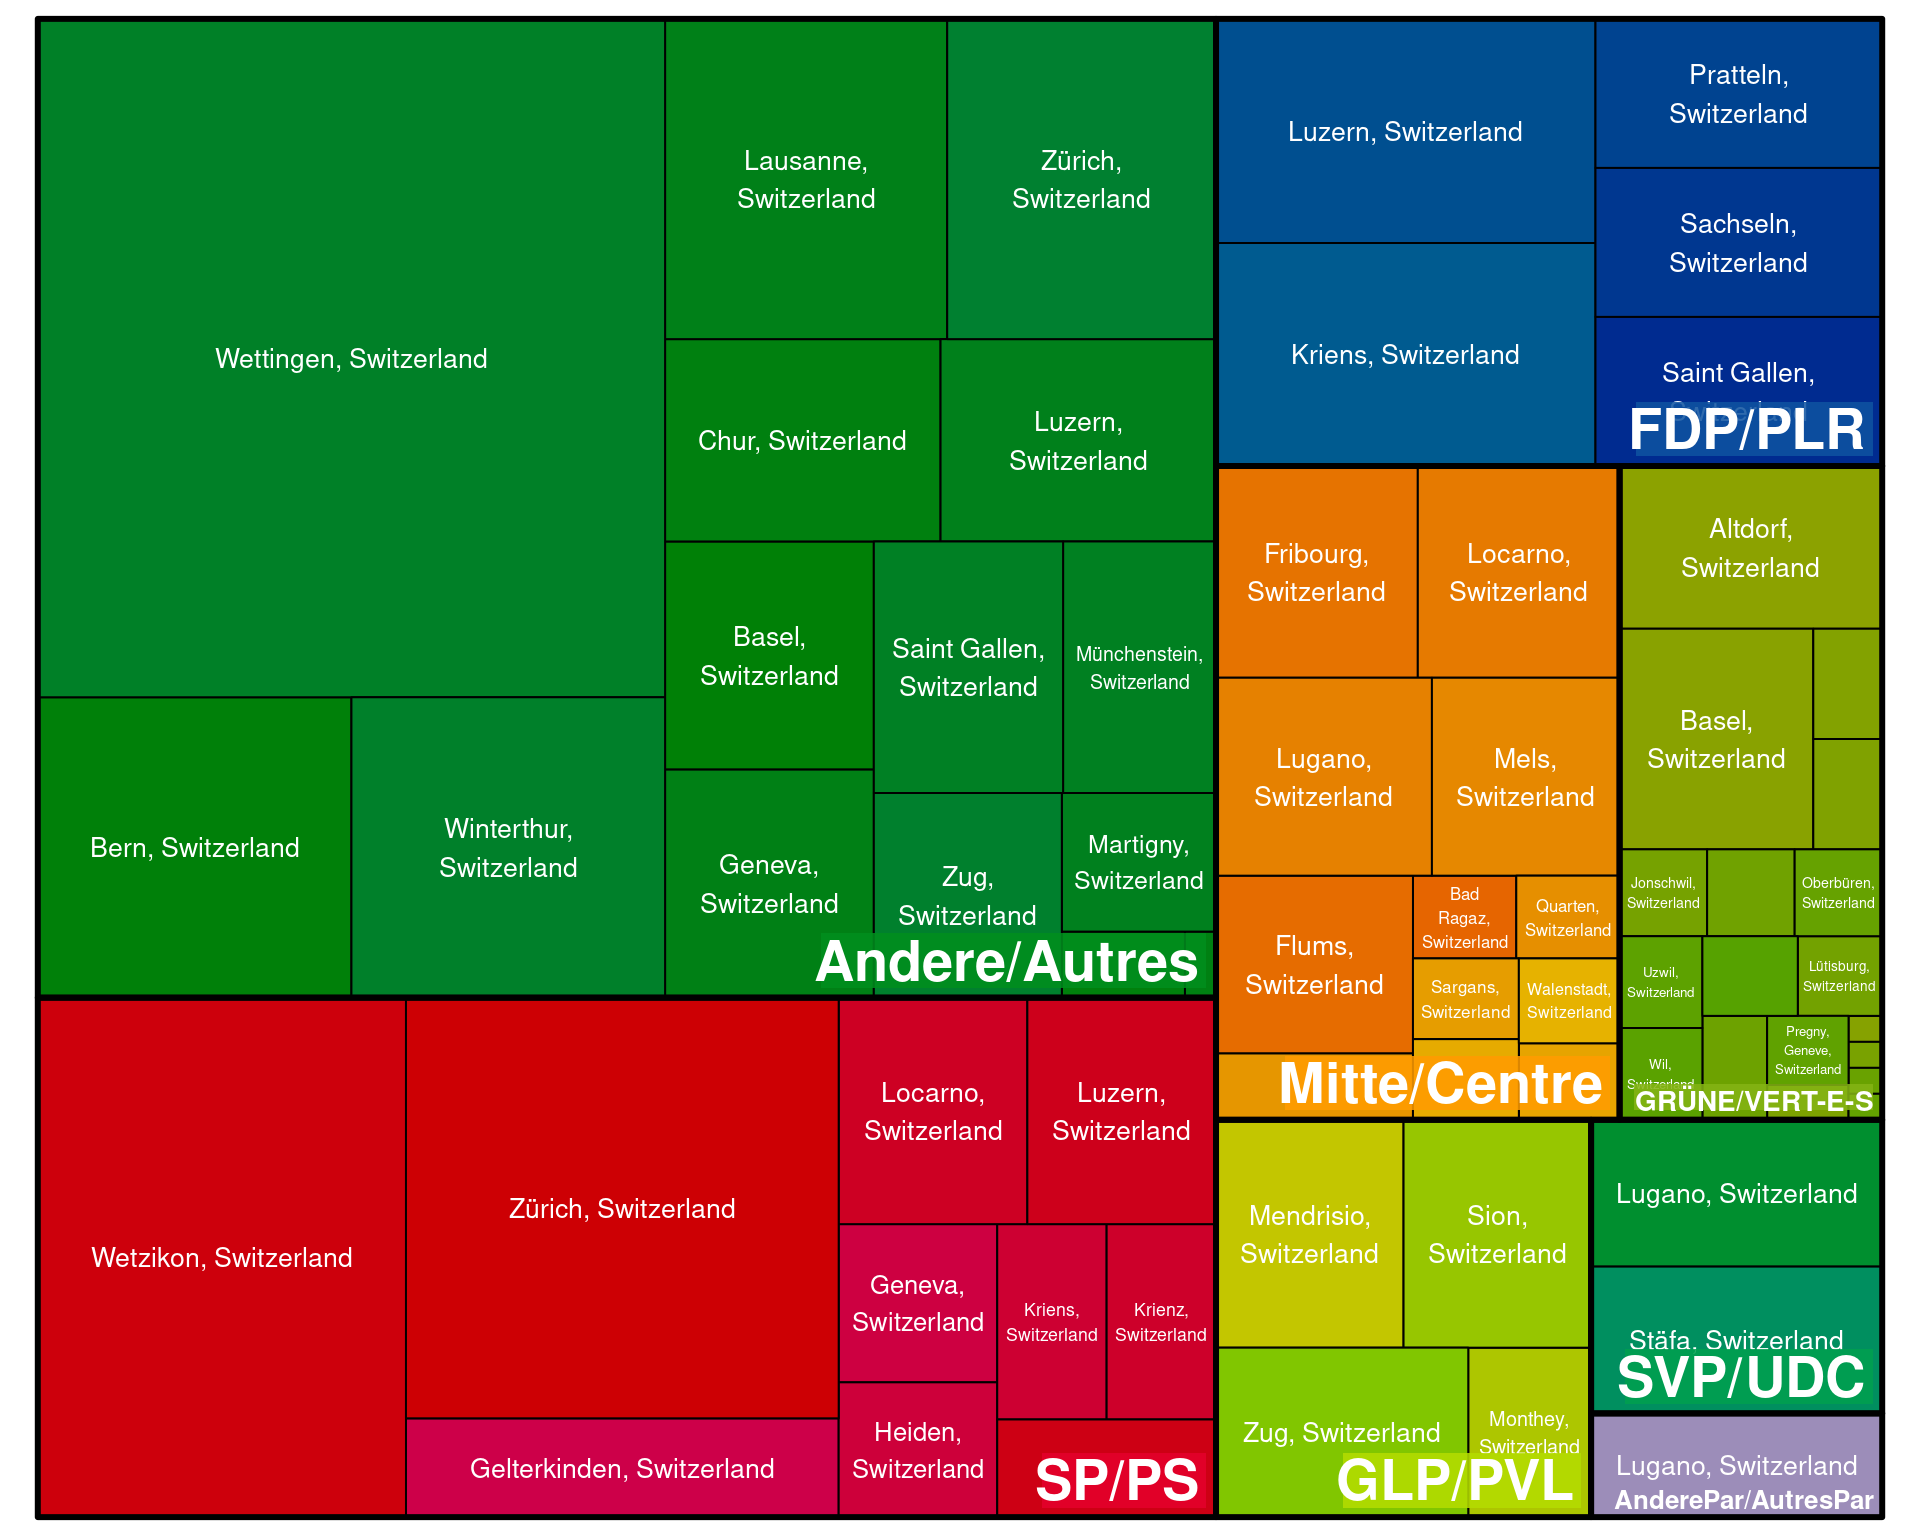 Wettingen, Switzerland
Lausanne,
Switzerland
Zürich,
Switzerland
Chur, Switzerland
Luzern,
Switzerland
Basel,
Switzerland
Saint Gallen,
Switzerland
Münchenstein,
Switzerland
Bern, Switzerland
Winterthur,
Switzerland
Geneva,
Switzerland
Zug,
Switzerland
Martigny,
Switzerland
Andere/Autres
Luzern, Switzerland
Pratteln,
Switzerland
Sachseln,
Switzerland
Kriens, Switzerland
Saint Gallen,
Switzerland
FDP/PLR
Fribourg,
Switzerland
Locarno,
Switzerland
Lugano,
Switzerland
Mels,
Switzerland
Flums,
Switzerland
Bad
Ragaz,
Switzerland
Quarten,
Switzerland
Sargans,
Switzerland
Walenstadt,
Switzerland
Mitte/Centre
Altdorf,
Switzerland
Basel,
Switzerland
Jonschwil,
Switzerland
Oberbüren,
Switzerland
Uzwil,
Switzerland
Lütisburg,
Switzerland
Wil,
Switzerland
Pregny,
Geneve,
Switzerland
GRÜNE/VERT-E-S
Wetzikon, Switzerland
Zürich, Switzerland
Gelterkinden, Switzerland
Locarno,
Switzerland
Luzern,
Switzerland
Geneva,
Switzerland
Kriens,
Switzerland
Krienz,
Switzerland
Heiden,
Switzerland
SP/PS
Mendrisio,
Switzerland
Sion,
Switzerland
Zug, Switzerland
Monthey,
Switzerland
GLP/PVL
Lugano, Switzerland
Stäfa, Switzerland
SVP/UDC
Lugano, Switzerland
AnderePar/AutresPar